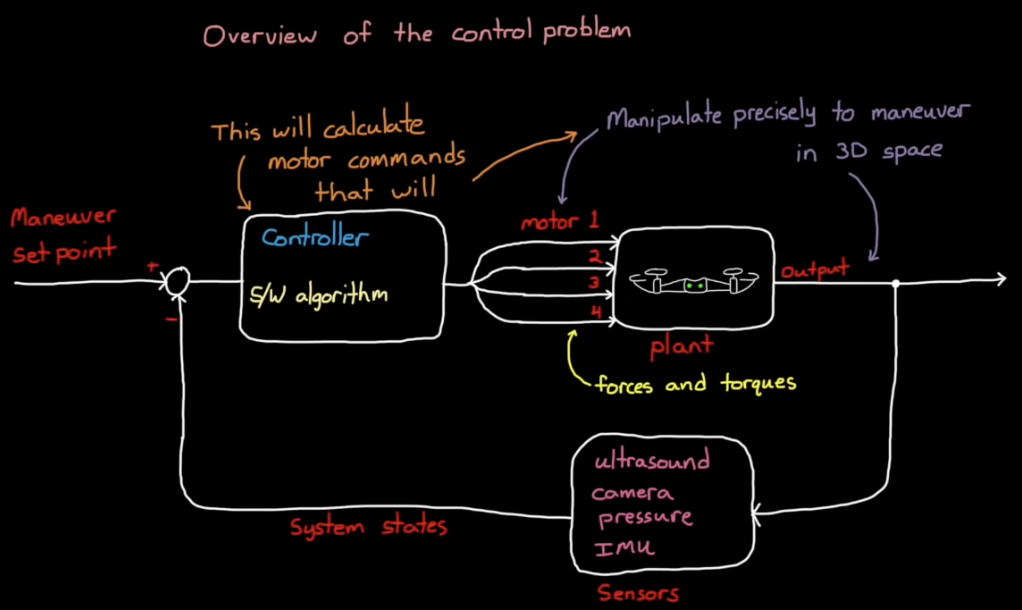 Overview of the control problem
This will calculate
motor commands
that will
Manipulate precisely to maneuver
in 3D space
Maneuver
set point
+
-
Controller
S/W algorithm
motor 1
2
3
4
output
plant
forces and torques
ultrasound
camera
pressure
IMU
System states
Sensors